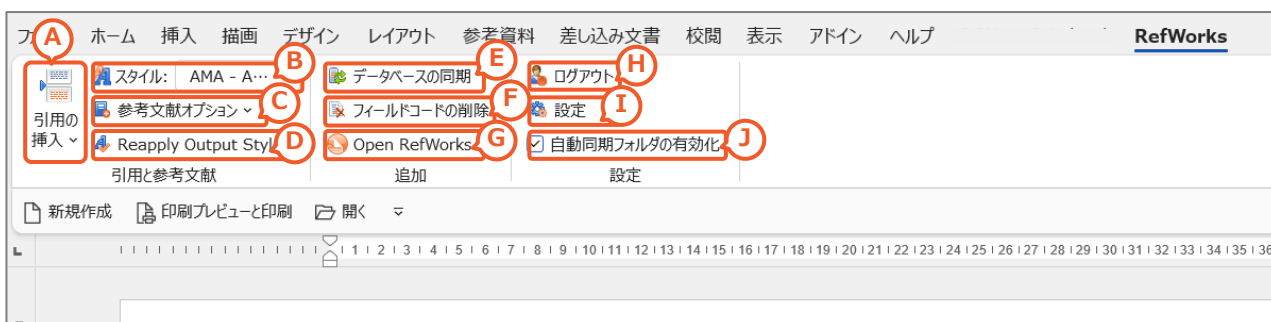 A
ホーム 挿入 描画 デザイン レイアウト 参考資料 差し込み文書 校閲 表示 アドイン ヘルプ RefWorks
引用の
挿入
スタイル: AMA - A… B
参考文献オプション C
Reapply Output Styl D
引用と参考文献
データベースの同期 E
フィールドコードの削除 F
Open RefWorks G
追加
ログアウト H
設定 I
自動同期フォルダの有効化 J
設定
新規作成 印刷プレビューと印刷 開く
1 2 3 4 5 6 7 8 9 10 11 12 13 14 15 16 17 18 19 20 21 22 23 24 25 26 27 28 29 30 31 32 33 34 35 36